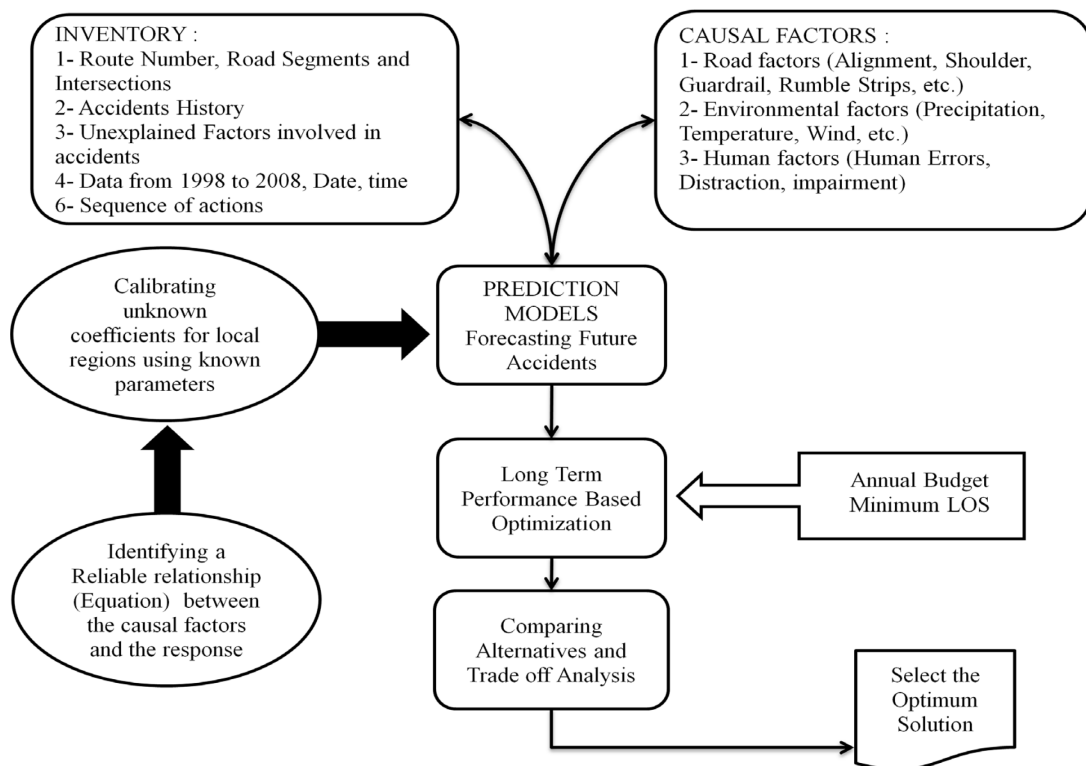 INVENTORY :
1- Route Number, Road Segments and
Intersections
2- Accidents History
3- Unexplained Factors involved in
accidents
4- Data from 1998 to 2008, Date, time
6- Sequence of actions
CAUSAL FACTORS :
1- Road factors (Alignment, Shoulder,
Guardrail, Rumble Strips, etc.)
2- Environmental factors (Precipitation,
Temperature, Wind, etc.)
3- Human factors (Human Errors,
Distraction, impairment)
Calibrating
unknown
coefficients for local
regions using known
parameters
PREDICTION
MODELS
Forecasting Future
Accidents
Long Term
Performance Based
Optimization
Annual Budget
Minimum LOS
Identifying a
Reliable relationship
(Equation) between
the causal factors
and the response
Comparing
Alternatives and
Trade off Analysis
Select the
Optimum
Solution